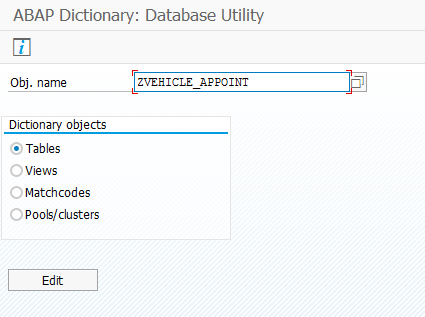 ABAP Dictionary: Database Utility
Obj. name ZVEHICLE_APPOINT
Dictionary objects
Tables
Views
Matchcodes
Pools/clusters
Edit